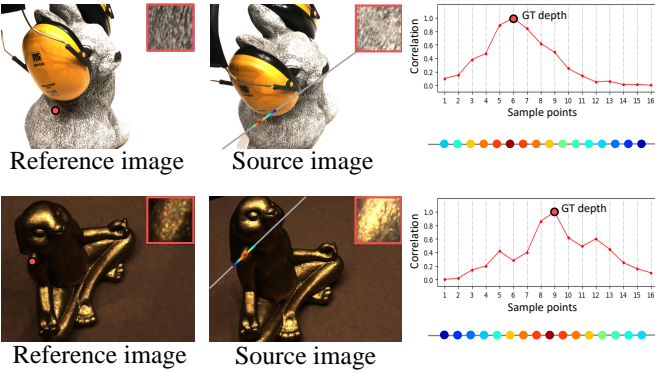 GT depth
Correlation
1.0
0.8
0.6
0.4
0.2
0.0
1 2 3 4 5 6 7 8 9 10 11 12 13 14 15 16
Sample points
Reference image
Source image
GT depth
Correlation
1.0
0.8
0.6
0.4
0.2
0.0
1 2 3 4 5 6 7 8 9 10 11 12 13 14 15 16
Sample points
Reference image
Source image